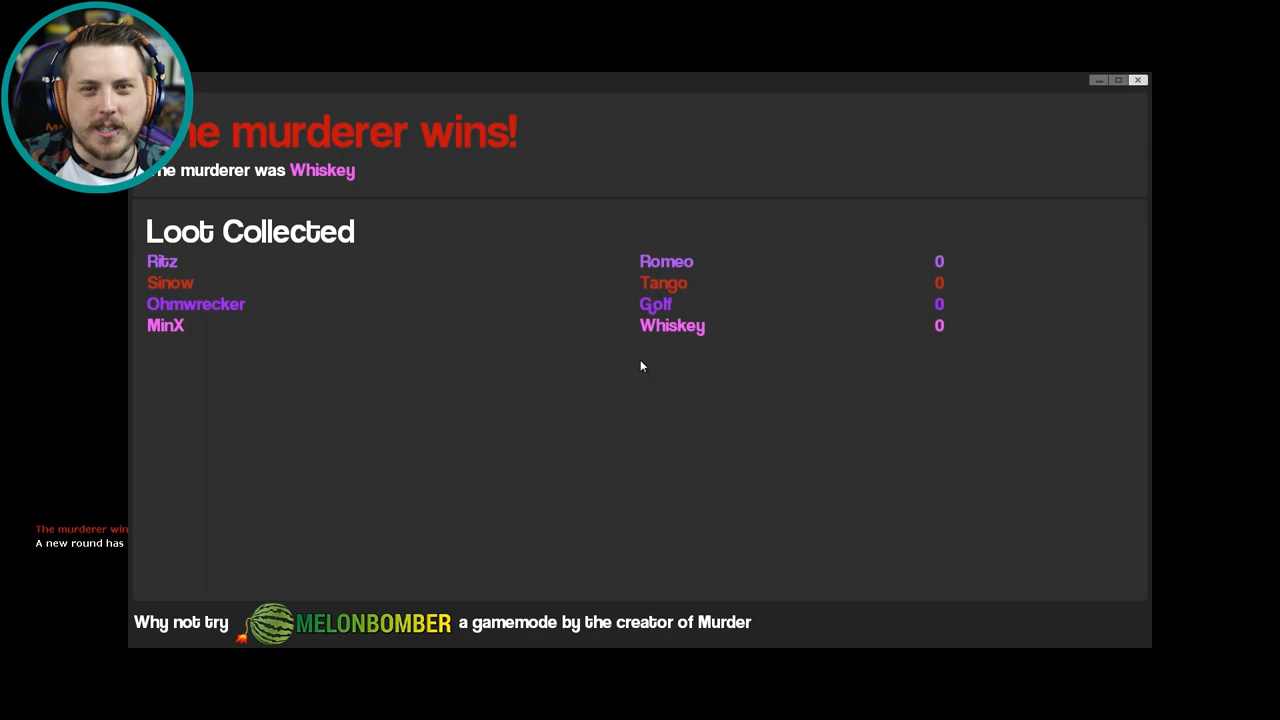 he murderer wins!
he murderer was Whiskey
Loot Collected
Ritz Romeo 0
Sinow Tango 0
Ohmwrecker Golf 0
MinX Whiskey 0
The murderer win
A new round has
Why not try MELONBOMBER a gamemode by the creator of Murder